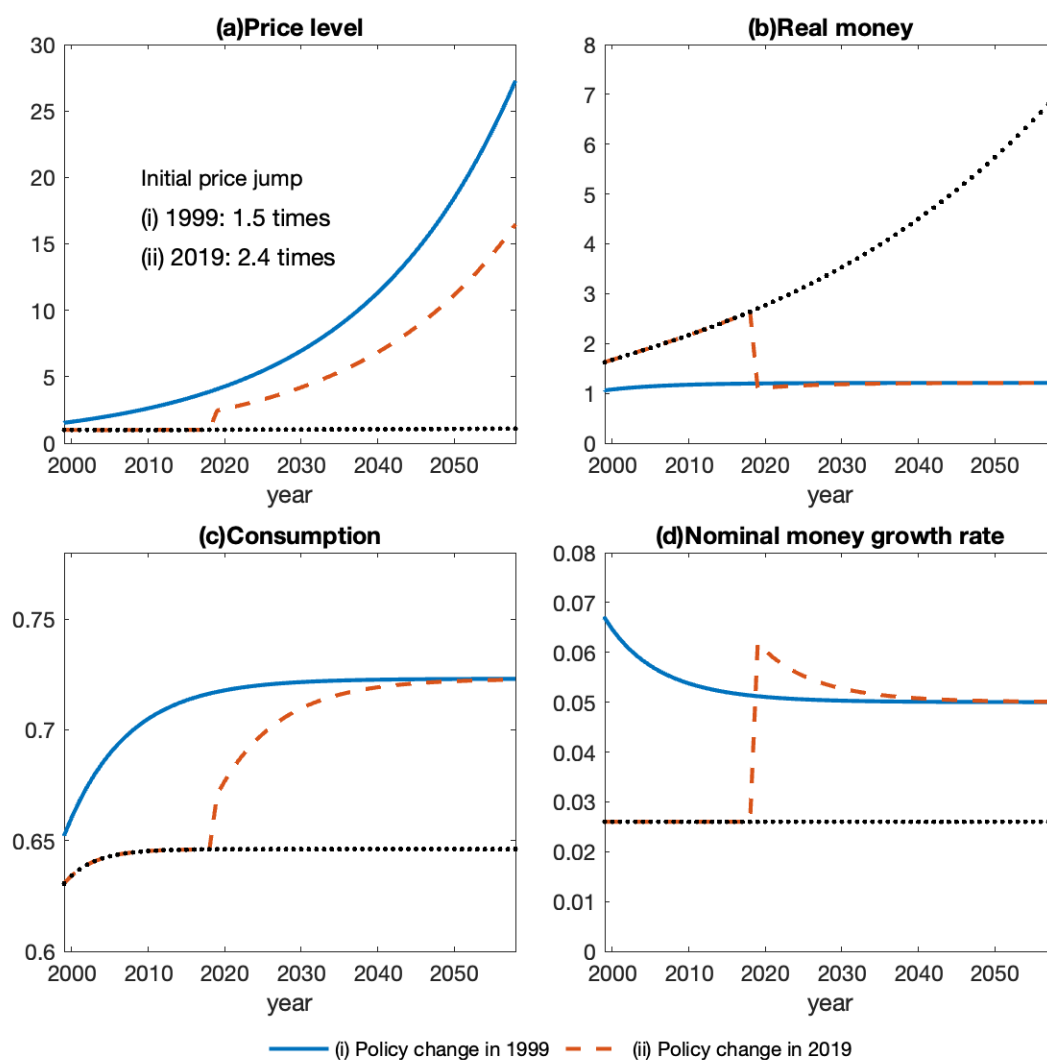 (a)Price level
30
25
20
15
10
5
0
Initial price jump
(i) 1999: 1.5 times
(ii) 2019: 2.4 times
2000 2010 2020 2030 2040 2050
year
(b)Real money
8
7
6
5
4
3
2
1
0
2000 2010 2020 2030 2040 2050
year
(c)Consumption
0.75
0.7
0.65
0.6
2000 2010 2020 2030 2040 2050
year
(d)Nominal money growth rate
0.08
0.07
0.06
0.05
0.04
0.03
0.02
0.01
0
2000 2010 2020 2030 2040 2050
year
(i) Policy change in 1999 (ii) Policy change in 2019